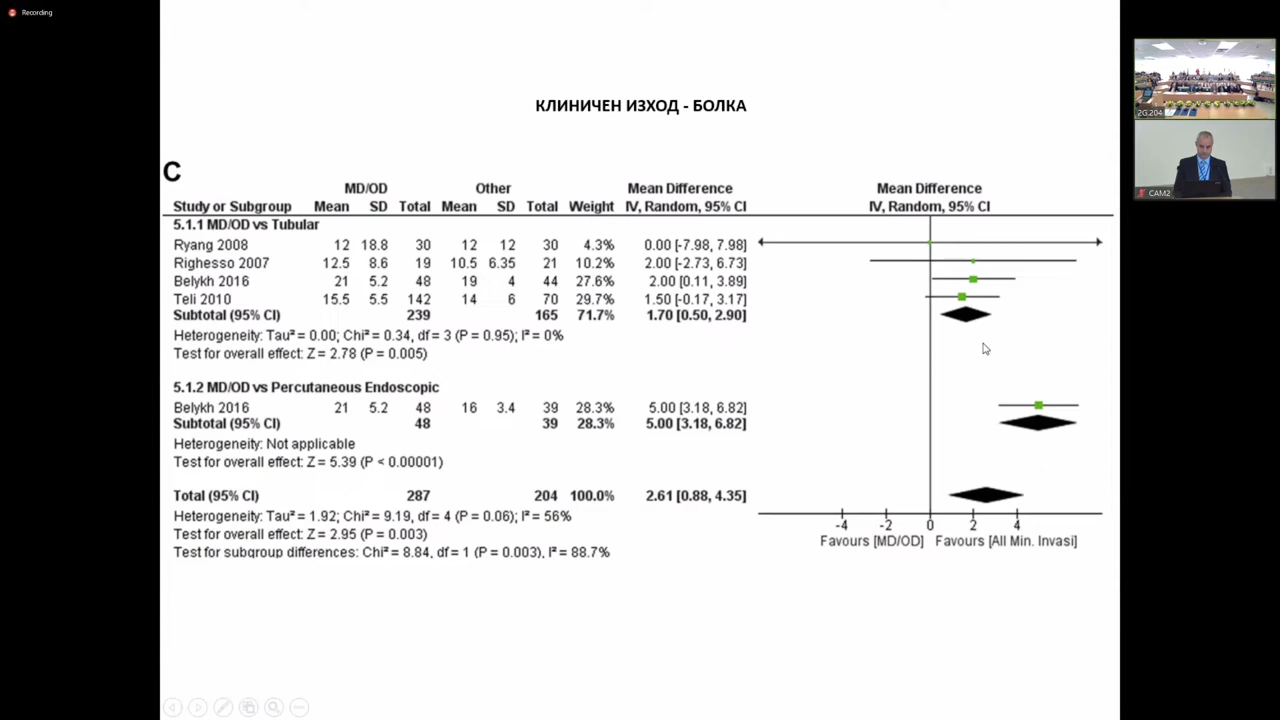 Recording
КЛИНИЧЕН ИЗХОД - БОЛКА
C
MD/OD Other Mean Difference Mean Difference
Study or Subgroup Mean SD Total Mean SD Total Weight IV, Random, 95% CI IV, Random, 95% CI
5.1.1 MD/OD vs Tubular
Ryang 2008 12 18.8 30 12 12 30 4.3% 0.00 [-7.98, 7.98]
Righesso 2007 12.5 8.6 19 10.5 6.35 21 10.2% 2.00 [-2.73, 6.73]
Belykh 2016 21 5.2 48 19 4 44 27.6% 2.00 [0.11, 3.89]
Teli 2010 15.5 5.5 142 14 6 70 29.7% 1.50 [-0.17, 3.17]
Subtotal (95% CI) 239 165 71.7% 1.70 [0.50, 2.90]
Heterogeneity: Tau² = 0.00; Chi² = 0.34, df = 3 (P = 0.95); I² = 0%
Test for overall effect: Z = 2.78 (P = 0.005)
5.1.2 MD/OD vs Percutaneous Endoscopic
Belykh 2016 21 5.2 48 16 3.4 39 28.3% 5.00 [3.18, 6.82]
Subtotal (95% CI) 48 39 28.3% 5.00 [3.18, 6.82]
Heterogeneity: Not applicable
Test for overall effect: Z = 5.39 (P < 0.00001)
Total (95% CI) 287 204 100.0% 2.61 [0.88, 4.35]
Heterogeneity: Tau² = 1.92; Chi² = 9.19, df = 4 (P = 0.06); I² = 56%
Test for overall effect: Z = 2.95 (P = 0.003)
Test for subgroup differences: Chi² = 8.84, df = 1 (P = 0.003), I² = 88.7%
-4 -2 0 2 4
Favours [MD/OD] Favours [All Min. Invasi]
2G.204
CAM2